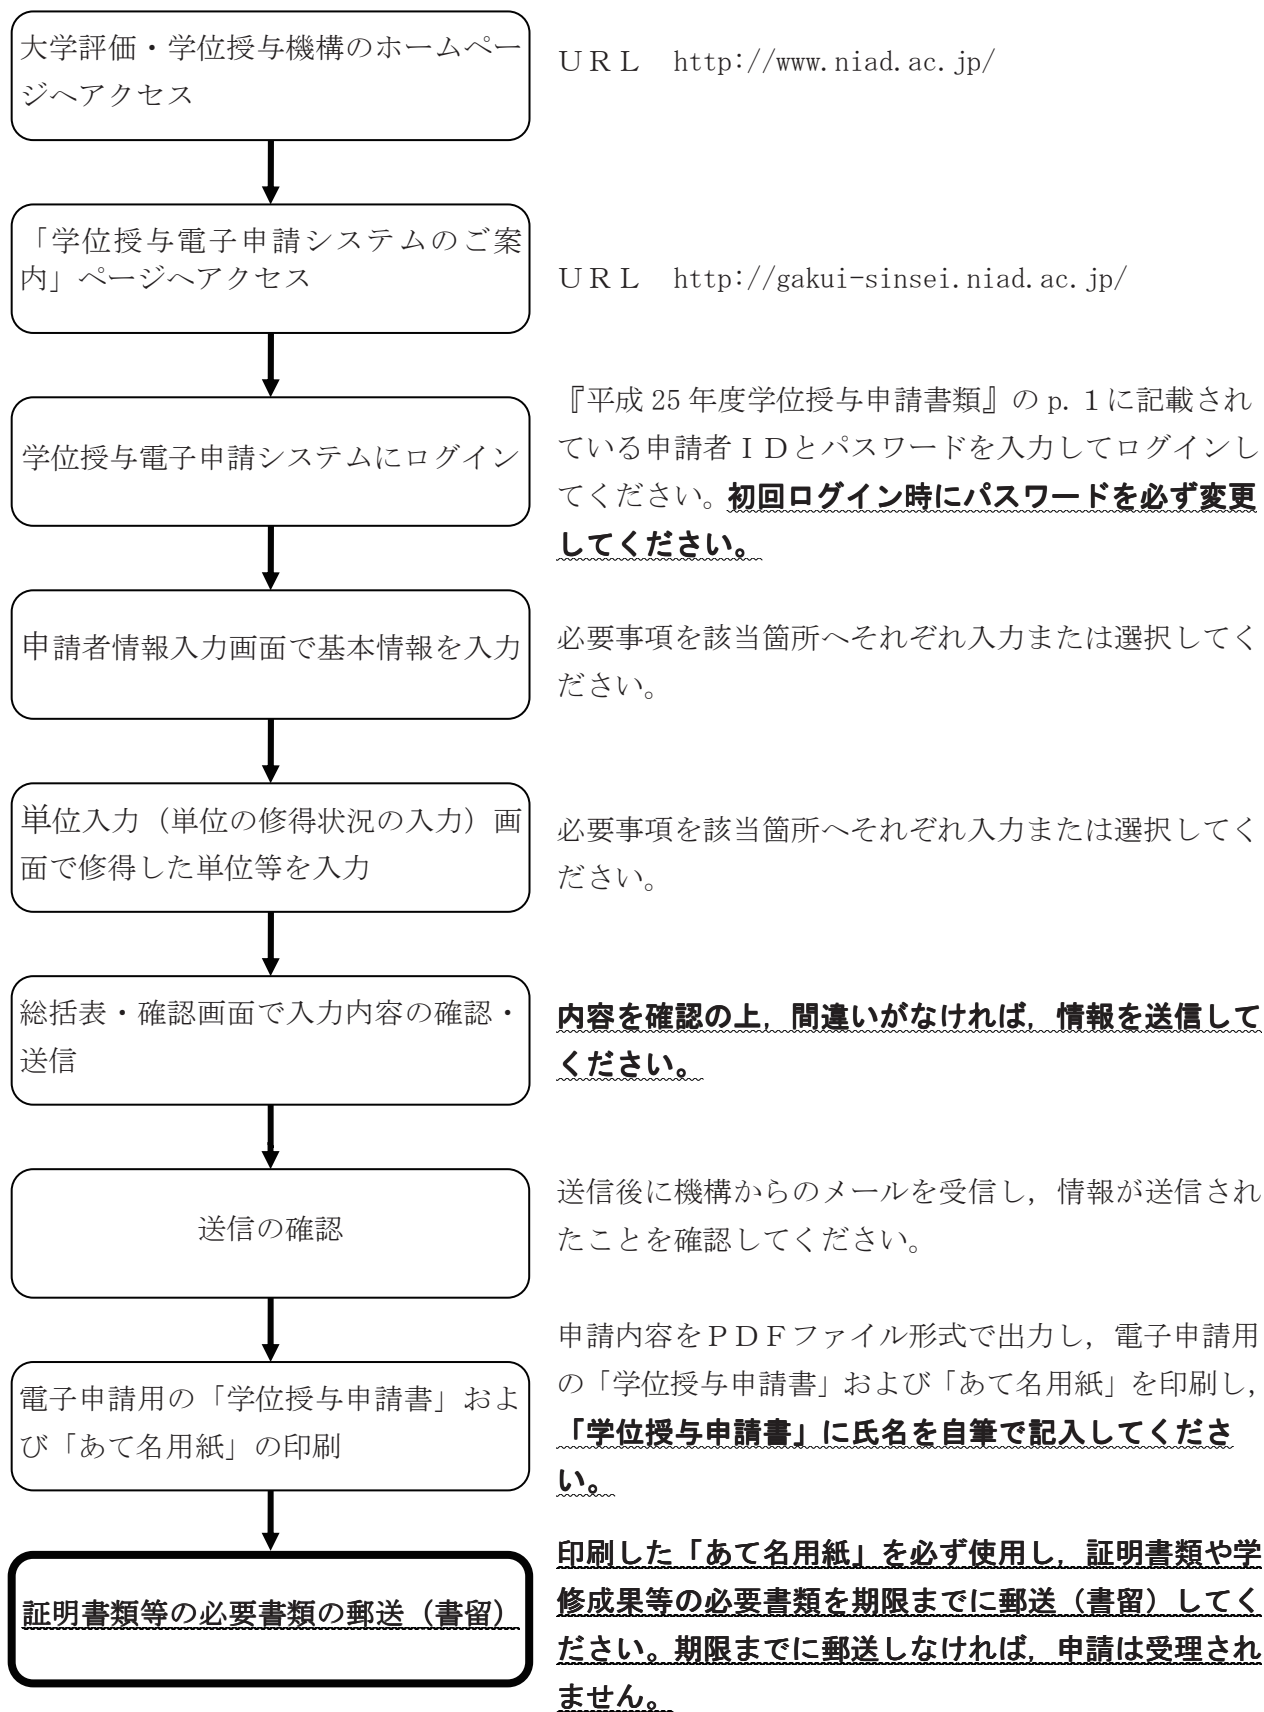 大学評価・学位授与機構のホームペー
ジへアクセス
ＵＲＬ　http://www.niad.ac.jp/
「学位授与電子申請システムのご案
内」ページへアクセス
ＵＲＬ　http://gakui-sinsei.niad.ac.jp/
学位授与電子申請システムにログイン
『平成 25 年度学位授与申請書類』の p.１に記載され
ている申請者ＩＤとパスワードを入力してログインし
てください。初回ログイン時にパスワードを必ず変更
してください。
申請者情報入力画面で基本情報を入力
必要事項を該当箇所へそれぞれ入力または選択してく
ださい。
単位入力（単位の修得状況の入力）画
面で修得した単位等を入力
必要事項を該当箇所へそれぞれ入力または選択してく
ださい。
総括表・確認画面で入力内容の確認・
送信
内容を確認の上，間違いがなければ，情報を送信して
ください。
送信の確認
送信後に機構からのメールを受信し，情報が送信され
たことを確認してください。
電子申請用の「学位授与申請書」およ
び「あて名用紙」の印刷
申請内容をＰＤＦファイル形式で出力し，電子申請用
の「学位授与申請書」および「あて名用紙」を印刷し，
「学位授与申請書」に氏名を自筆で記入してくださ
い。
証明書類等の必要書類の郵送（書留）
印刷した「あて名用紙」を必ず使用し，証明書類や学
修成果等の必要書類を期限までに郵送（書留）してく
ださい。期限までに郵送しなければ，申請は受理され
ません。